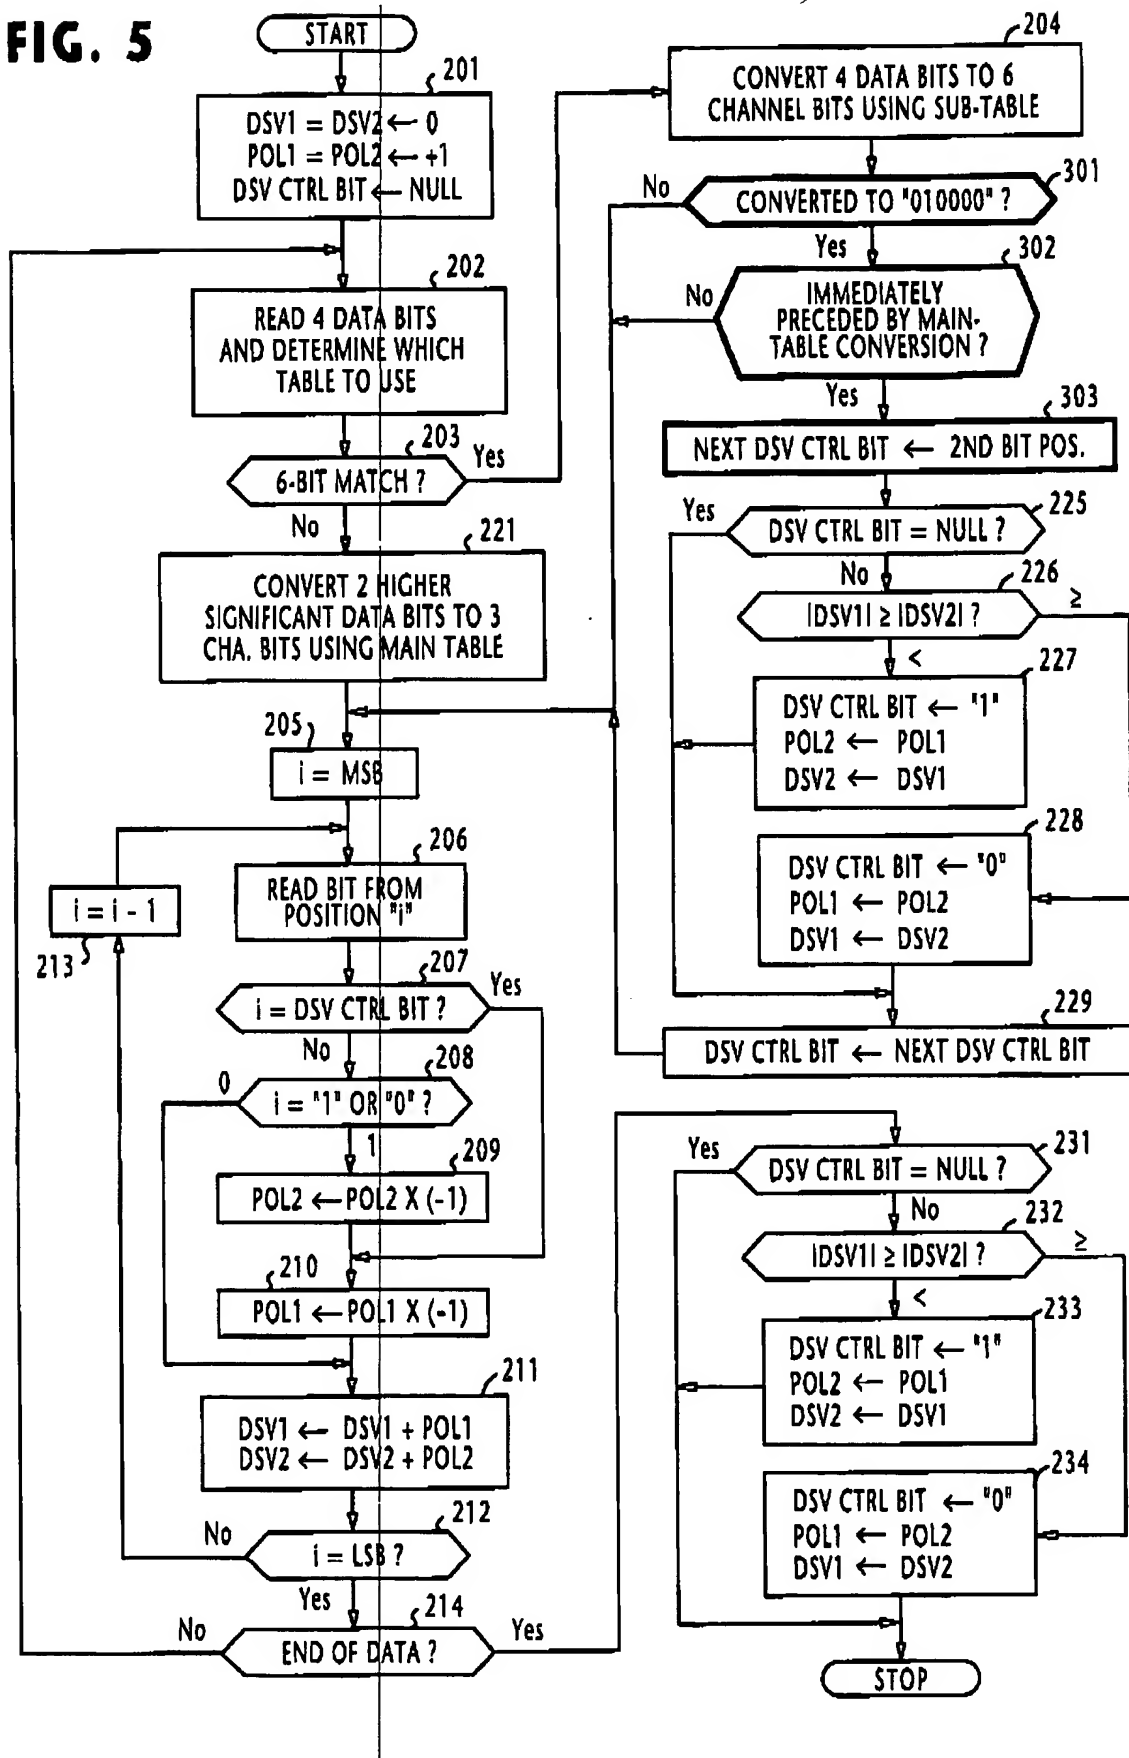 FIG. 5
START
201
DSV1 = DSV2 ← 0
POL1 = POL2 ← +1
DSV CTRL BIT ← NULL
202
READ 4 DATA BITS
AND DETERMINE WHICH
TABLE TO USE
203
6-BIT MATCH ?
Yes
No
221
CONVERT 2 HIGHER
SIGNIFICANT DATA BITS TO 3
CHA. BITS USING MAIN TABLE
205
i = MSB
206
READ BIT FROM
POSITION "i"
i = i - 1
213
207
i = DSV CTRL BIT ?
Yes
No
208
i = "1" OR "0" ?
0
1
209
POL2 ← POL2 X (-1)
210
POL1 ← POL1 X (-1)
211
DSV1 ← DSV1 + POL1
DSV2 ← DSV2 + POL2
212
i = LSB ?
No
Yes
214
END OF DATA ?
No
Yes
204
CONVERT 4 DATA BITS TO 6
CHANNEL BITS USING SUB-TABLE
301
CONVERTED TO "010000" ?
No
Yes
302
IMMEDIATELY
PRECEDED BY MAIN-
TABLE CONVERSION ?
No
Yes
303
NEXT DSV CTRL BIT ← 2ND BIT POS.
225
DSV CTRL BIT = NULL ?
Yes
No
226
|DSV1| ≥ |DSV2| ?
≥
<
227
DSV CTRL BIT ← "1"
POL2 ← POL1
DSV2 ← DSV1
228
DSV CTRL BIT ← "0"
POL1 ← POL2
DSV1 ← DSV2
229
DSV CTRL BIT ← NEXT DSV CTRL BIT
231
DSV CTRL BIT = NULL ?
Yes
No
232
|DSV1| ≥ |DSV2| ?
≥
<
233
DSV CTRL BIT ← "1"
POL2 ← POL1
DSV2 ← DSV1
234
DSV CTRL BIT ← "0"
POL1 ← POL2
DSV1 ← DSV2
STOP